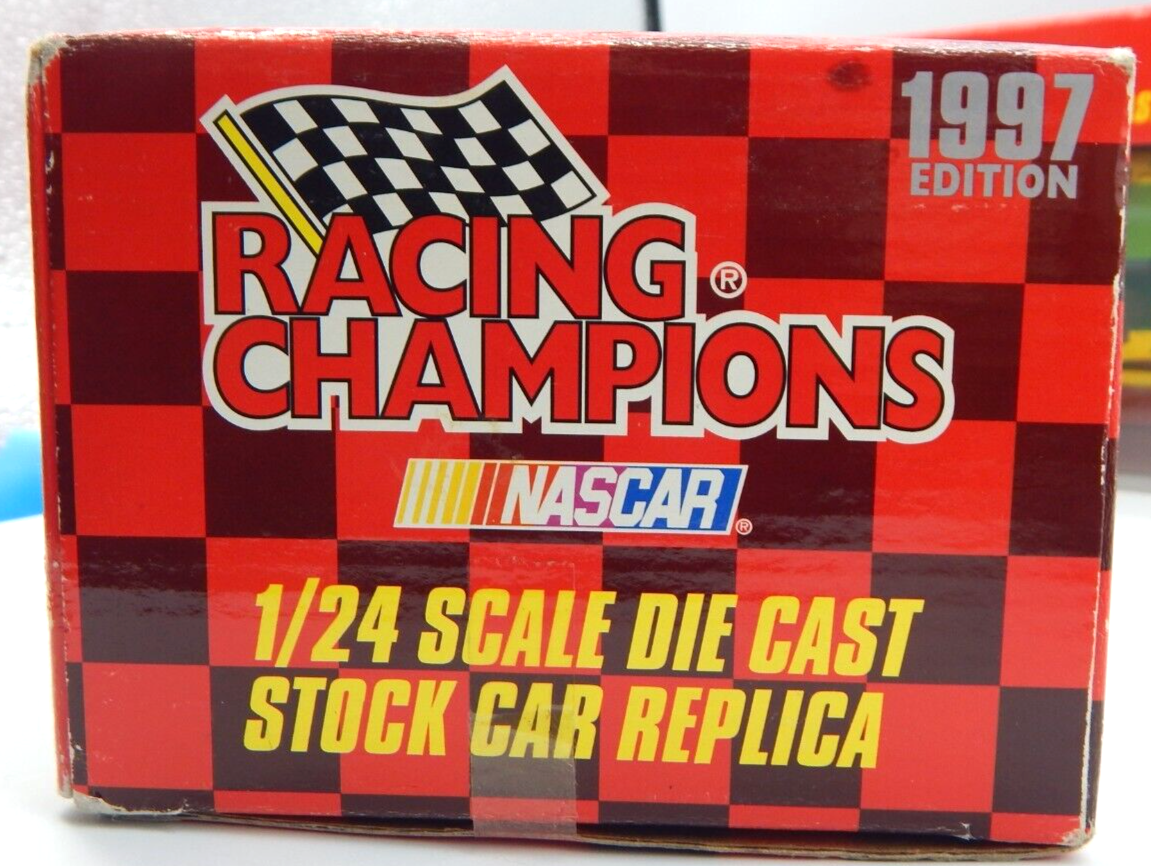 1997
EDITION
RACING ®
CHAMPIONS
NASCAR ®
1/24 SCALE DIE CAST
STOCK CAR REPLICA